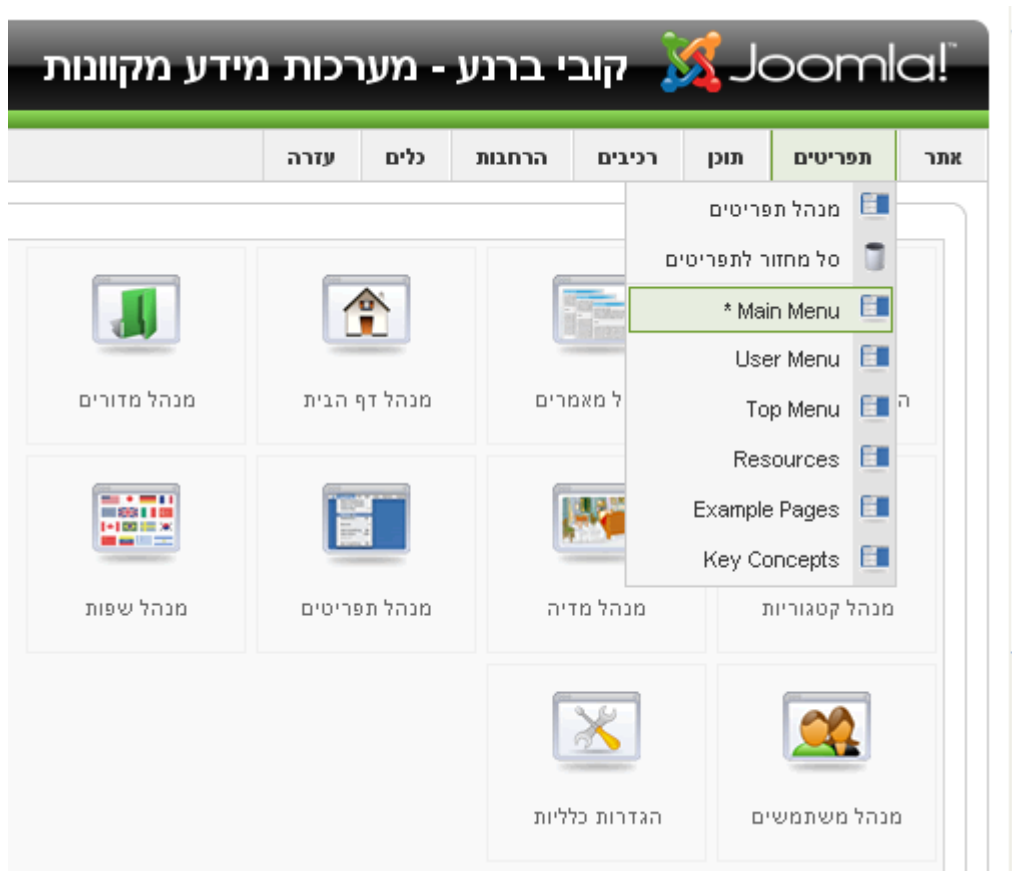 Joomla!™ קובי ברנע - מערכות מידע מקוונות
אתר תפריטים תוכן רכיבים הרחבות כלים עזרה
מנהל תפריטים
סל מחזור לתפריטים
Main Menu *
User Menu
Top Menu
Resources
Example Pages
Key Concepts
ה ל מאמרים מנהל דף הבית מנהל מדורים
מנהל קטגוריות מנהל מדיה מנהל תפריטים מנהל שפות
מנהל משתמשים הגדרות כלליות